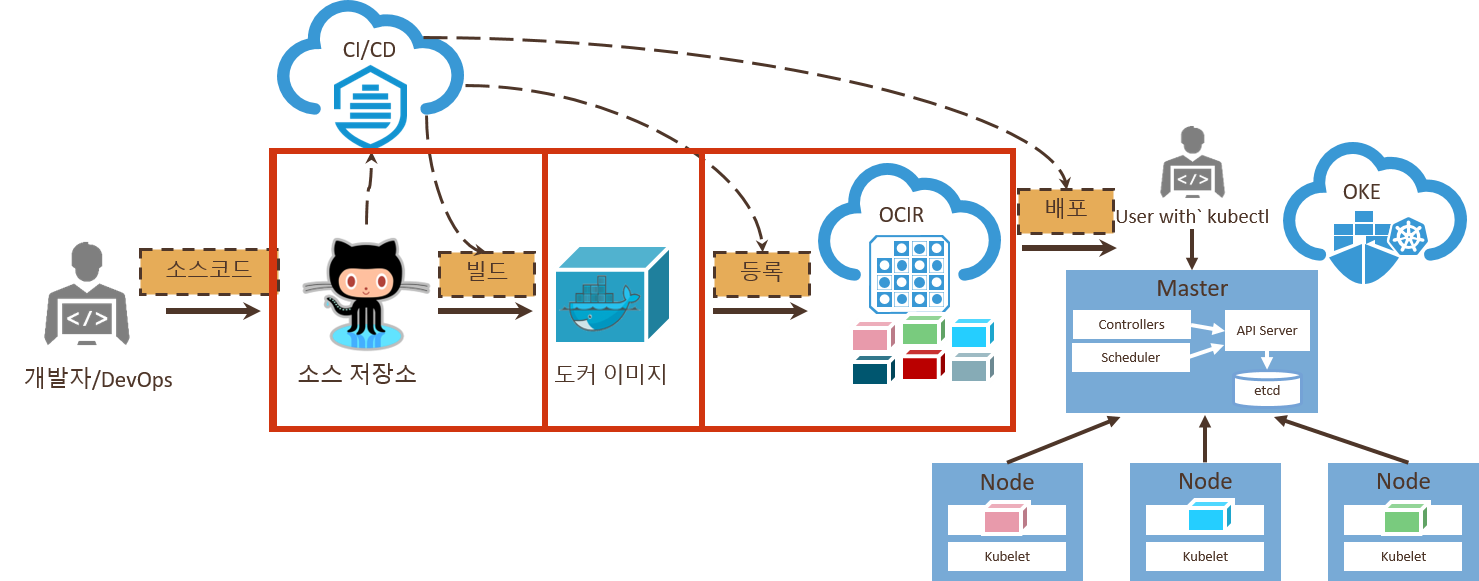 CI/CD
소스코드
개발자/DevOps
소스 저장소
빌드
도커 이미지
등록
OCIR
배포
User with` kubectl
OKE
Master
Controllers
Scheduler
API Server
etcd
Node
Kubelet
Node
Kubelet
Node
Kubelet